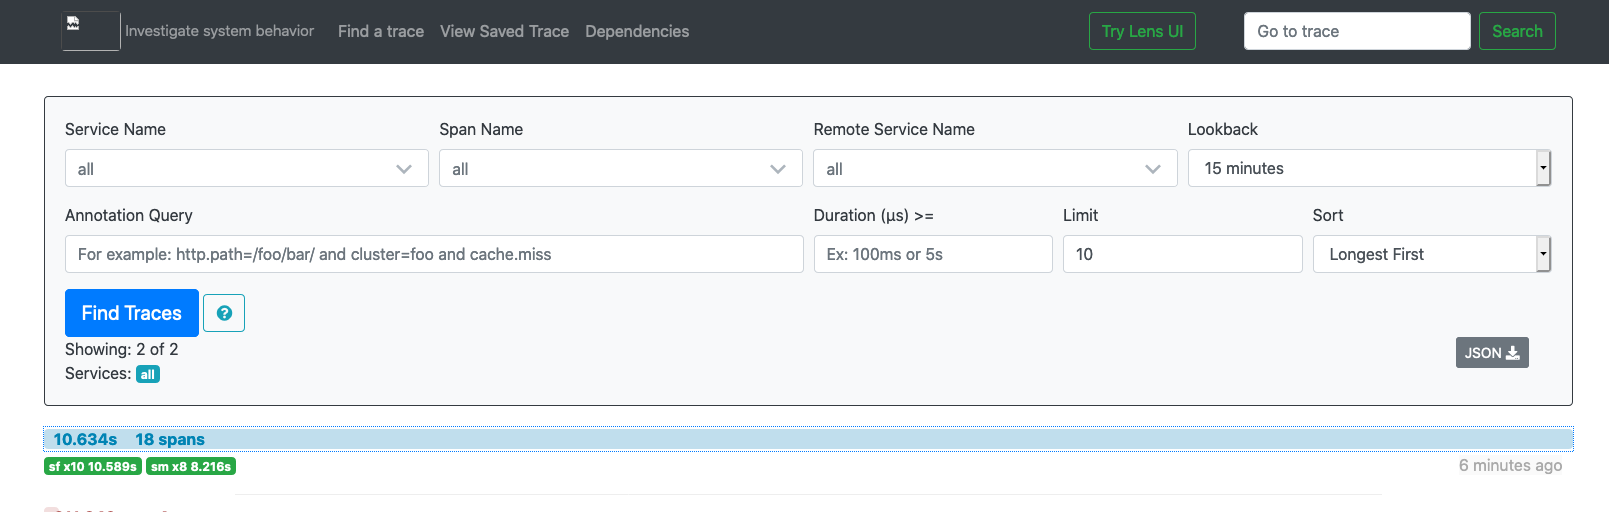 Investigate system behavior Find a trace View Saved Trace Dependencies Try Lens UI Go to trace Search
Service Name Span Name Remote Service Name Lookback
all all all 15 minutes
Annotation Query Duration (µs) >= Limit Sort
For example: http.path=/foo/bar/ and cluster=foo and cache.miss Ex: 100ms or 5s 10 Longest First
Find Traces
Showing: 2 of 2 JSON
Services: all
10.634s 18 spans
sf x10 10.589s sm x8 8.216s 6 minutes ago